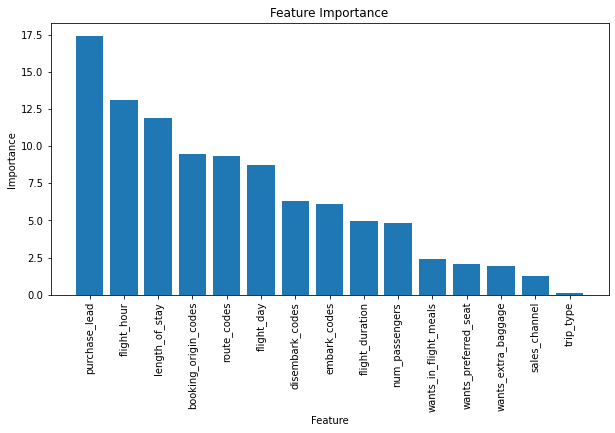 Feature Importance
Importance
17.5
15.0
12.5
10.0
7.5
5.0
2.5
0.0
purchase_lead
flight_hour
length_of_stay
booking_origin_codes
route_codes
flight_day
disembark_codes
embark_codes
flight_duration
num_passengers
wants_in_flight_meals
wants_preferred_seat
wants_extra_baggage
sales_channel
trip_type
Feature